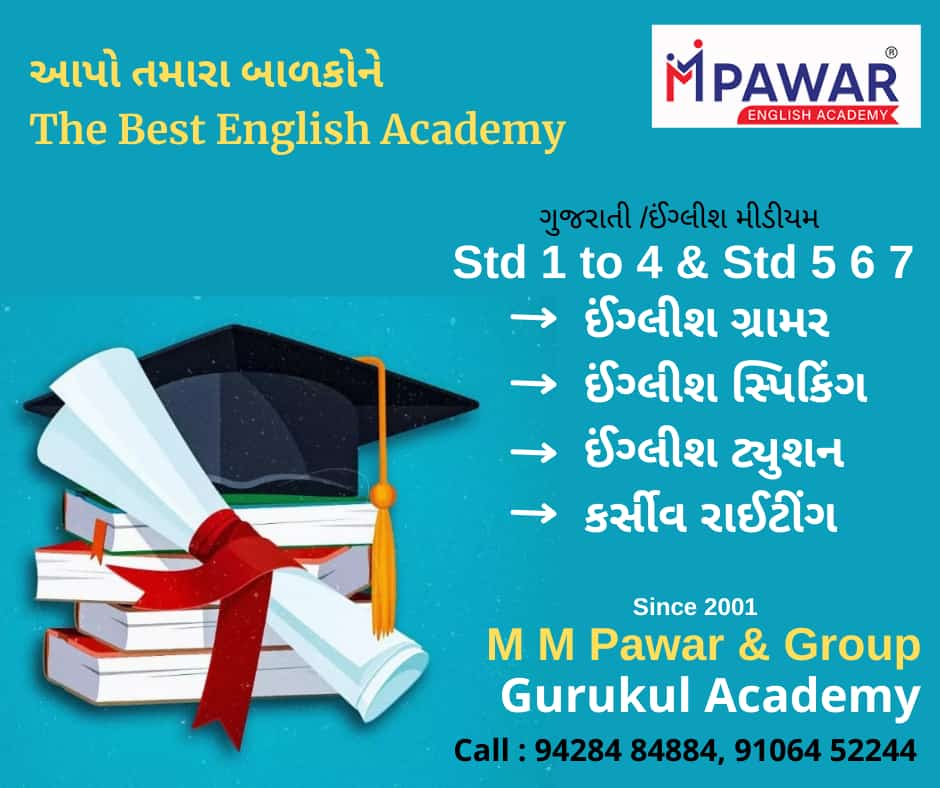 આપો તમારા બાળકોને
The Best English Academy
MPAWAR®
ENGLISH ACADEMY
ગુજરાતી /ઈંગ્લીશ મીડીયમ
Std 1 to 4 & Std 5 6 7
→ ઈંગ્લીશ ગ્રામર
→ ઈંગ્લીશ સ્પિકિંગ
→ ઈંગ્લીશ ટ્યુશન
→ કર્સીવ રાઈટીંગ
Since 2001
M M Pawar & Group
Gurukul Academy
Call : 94284 84884, 91064 52244